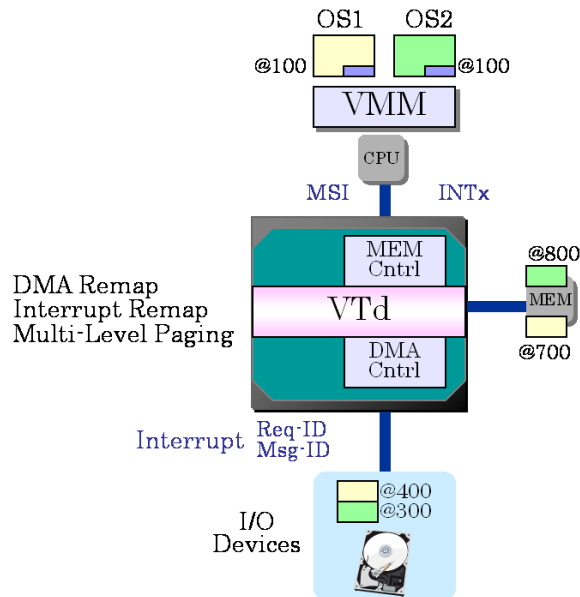 OS1 OS2
@100 @100
VMM
CPU
MSI INTx
MEM
Cntrl
@800
DMA Remap
Interrupt Remap
Multi-Level Paging
VTd
MEM
@700
DMA
Cntrl
Interrupt Req-ID
Msg-ID
@400
@300
I/O
Devices